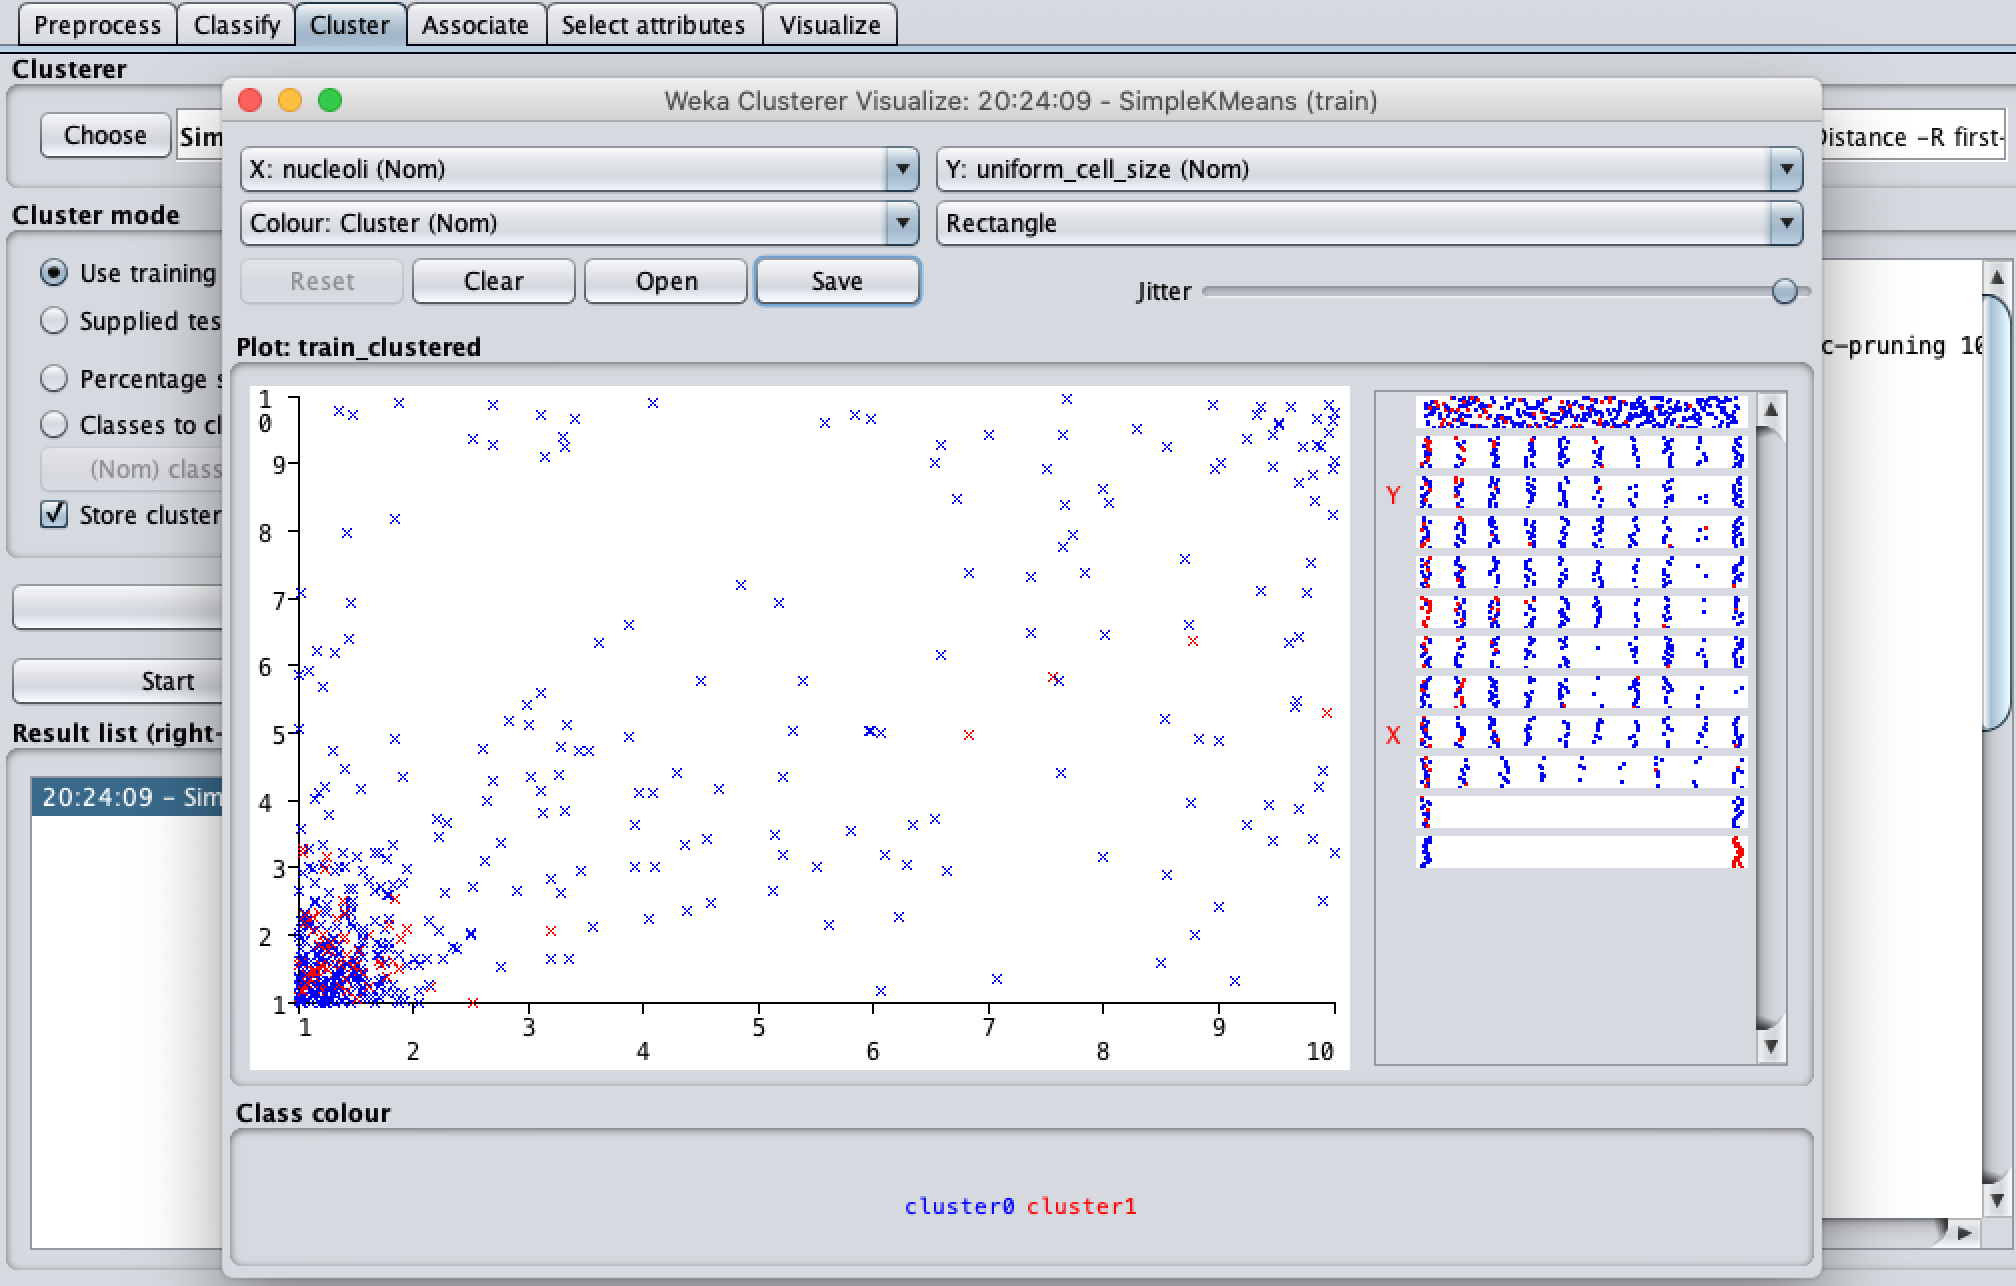 Preprocess Classify Cluster Associate Select attributes Visualize
Clusterer
Weka Clusterer Visualize: 20:24:09 - SimpleKMeans (train)
Choose Sim Distance -R first-
X: nucleoli (Nom) Y: uniform_cell_size (Nom)
Cluster mode
Colour: Cluster (Nom) Rectangle
Use training
Reset Clear Open Save
Jitter
Supplied tes
Plot: train_clustered
c-pruning 10
Percentage s
Classes to cl
(Nom) class
Store cluster
Start
Result list (right-
20:24:09 - Sim
10
9
8
7
6
5
4
3
2
1
1 2 3 4 5 6 7 8 9 10
Y
X
Class colour
cluster0 cluster1